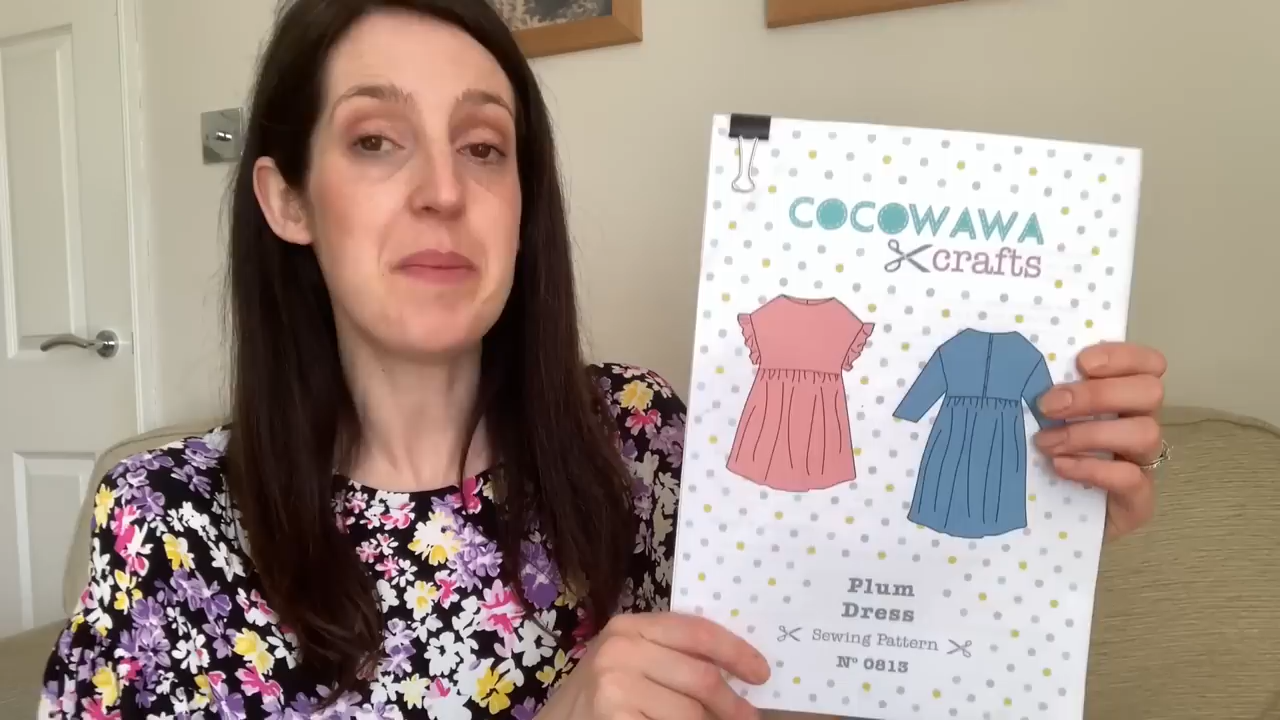 COCOWAWA
crafts
Plum
Dress
Sewing Pattern
Nº 0813